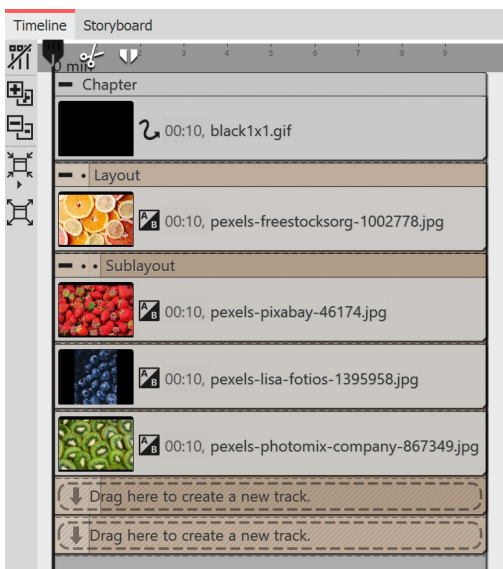 Timeline Storyboard
2 3 4 5 6 7 8 9
0 min
Chapter
00:10, black1x1.gif
Layout
A B 00:10, pexels-freestocksorg-1002778.jpg
Sublayout
A B 00:10, pexels-pixabay-46174.jpg
A B 00:10, pexels-lisa-fotios-1395958.jpg
A B 00:10, pexels-photomix-company-867349.jpg
Drag here to create a new track.
Drag here to create a new track.